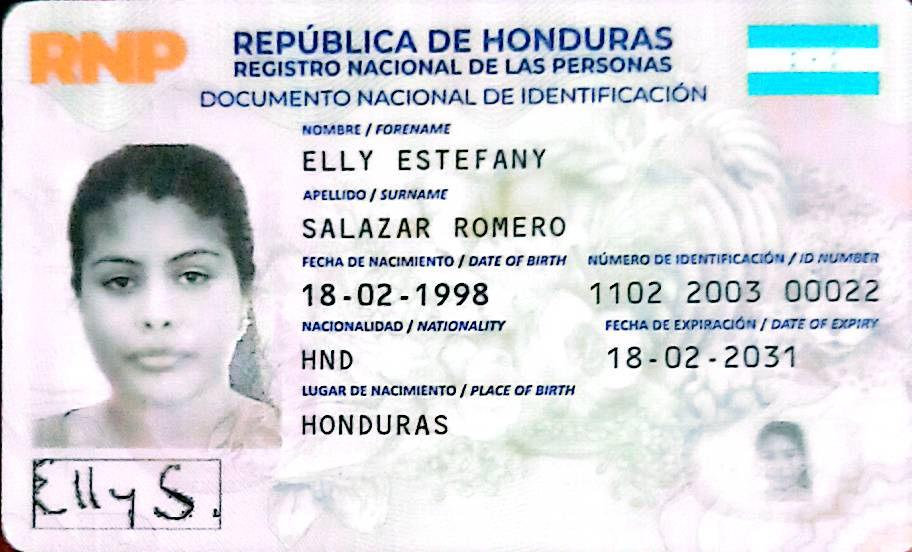 RNP
REPÚBLICA DE HONDURAS
REGISTRO NACIONAL DE LAS PERSONAS
DOCUMENTO NACIONAL DE IDENTIFICACIÓN
NOMBRE / FORENAME
ELLY ESTEFANY
APELLIDO / SURNAME
SALAZAR ROMERO
FECHA DE NACIMIENTO / DATE OF BIRTH NÚMERO DE IDENTIFICACIÓN / ID NUMBER
18-02-1998 1102 2003 00022
NACIONALIDAD / NATIONALITY FECHA DE EXPIRACIÓN / DATE OF EXPIRY
HND 18-02-2031
LUGAR DE NACIMIENTO / PLACE OF BIRTH
HONDURAS
Elly S.